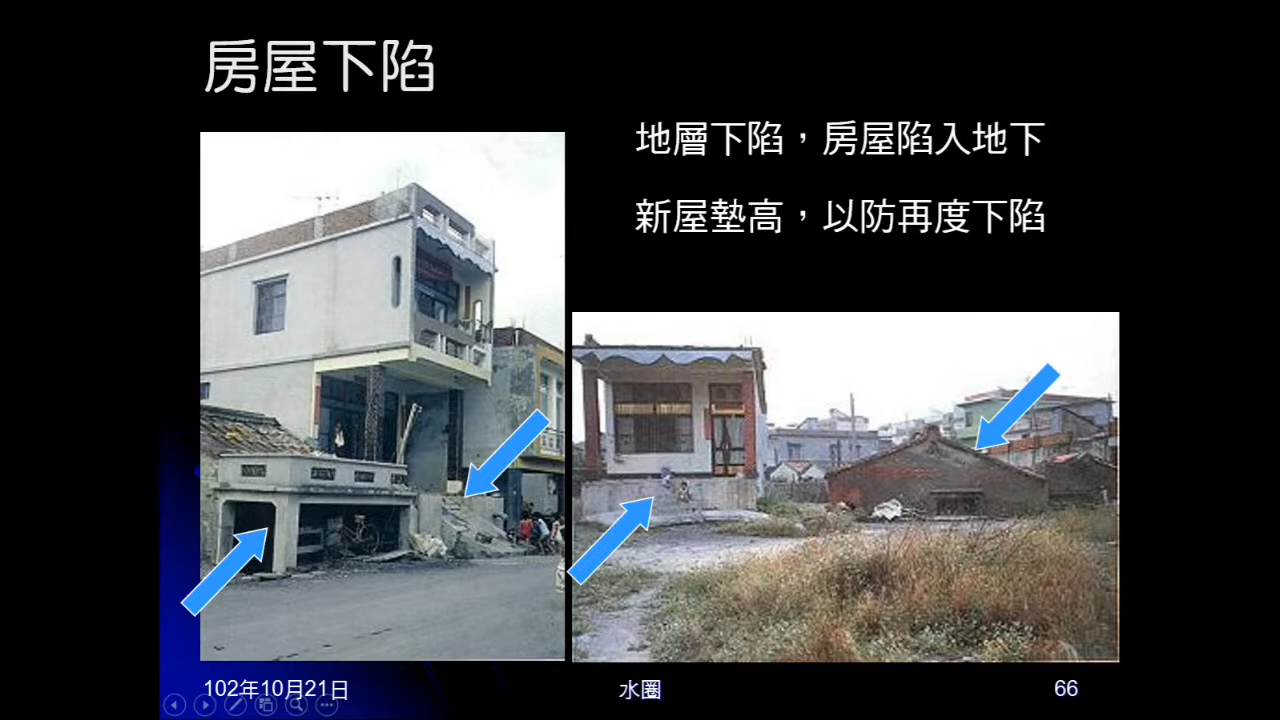 房屋下陷
地層下陷，房屋陷入地下
新屋墊高，以防再度下陷
102年10月21日
水圈
66